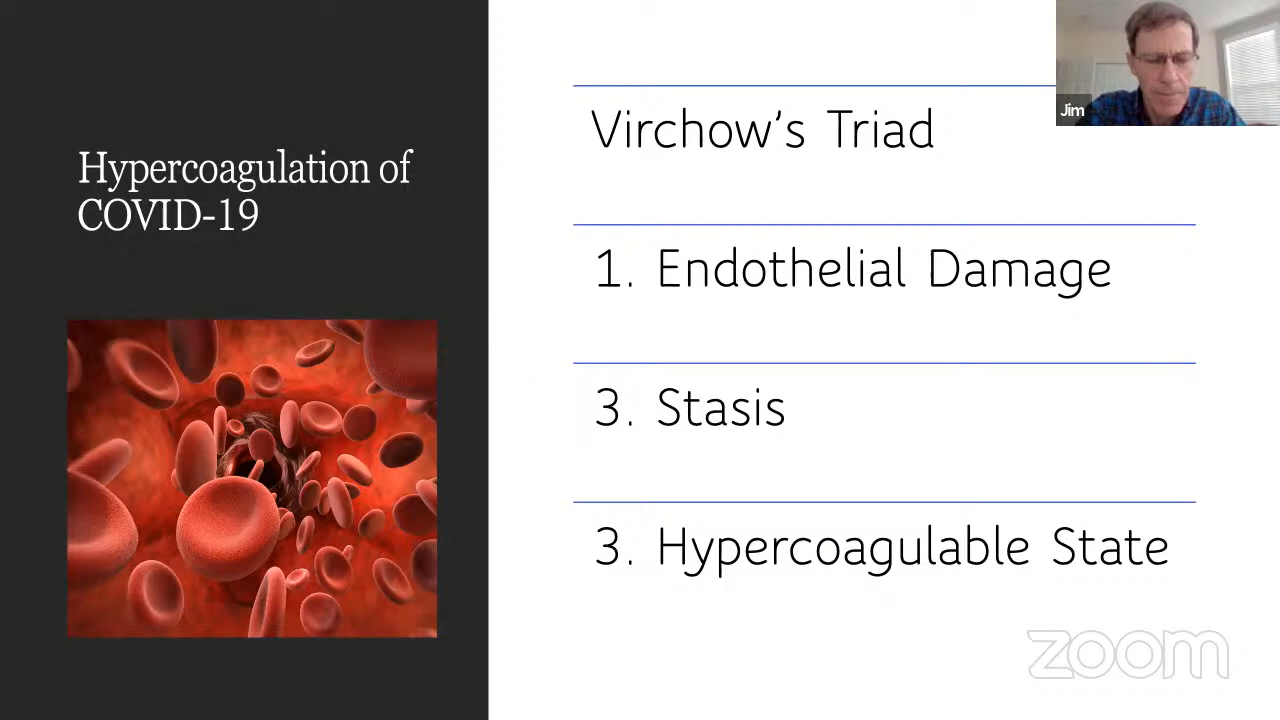 Hypercoagulation of
COVID-19
Virchow's Triad
1. Endothelial Damage
3. Stasis
3. Hypercoagulable State
Jim
zoom